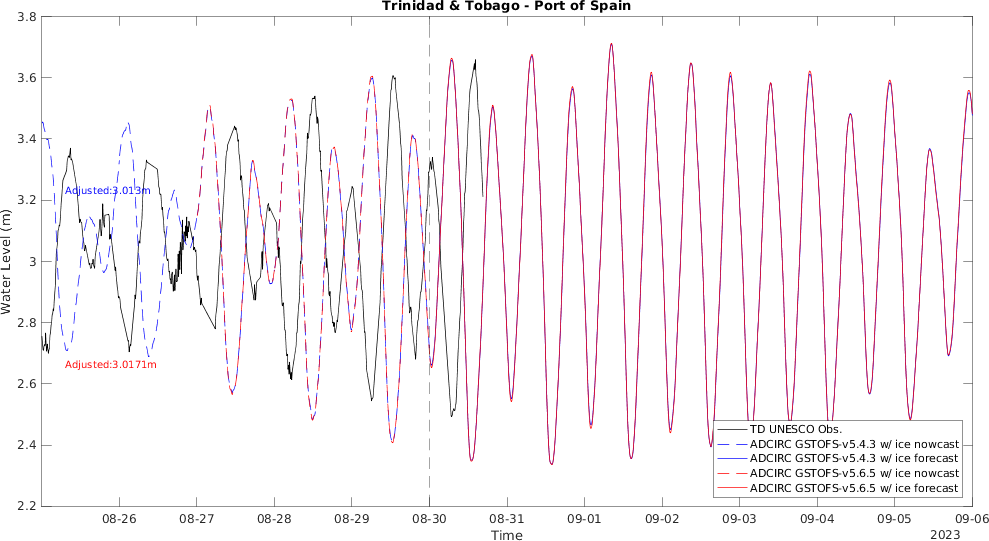 Trinidad & Tobago - Port of Spain
3.8
3.6
3.4
3.2
3
2.8
2.6
2.4
2.2
Water Level (m)
Adjusted:3.013m
Adjusted:3.0171m
TD UNESCO Obs.
ADCIRC GSTOFS-v5.4.3 w/ ice nowcast
ADCIRC GSTOFS-v5.4.3 w/ ice forecast
ADCIRC GSTOFS-v5.6.5 w/ ice nowcast
ADCIRC GSTOFS-v5.6.5 w/ ice forecast
08-26 08-27 08-28 08-29 08-30 08-31 09-01 09-02 09-03 09-04 09-05 09-06
Time
2023